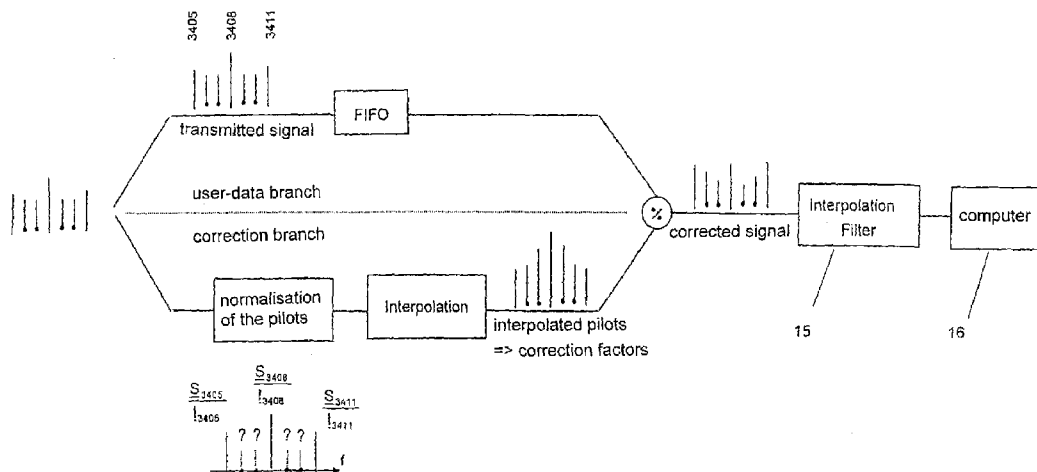 3405
3408
3411
FIFO
transmitted signal
user-data branch
correction branch
%
corrected signal
Interpolation
Filter
computer
normalisation
of the pilots
Interpolation
interpolated pilots
=> correction factors
15
16
S3405
I3405
S3408
I3408
S3411
I3411
? ? ? ?
f